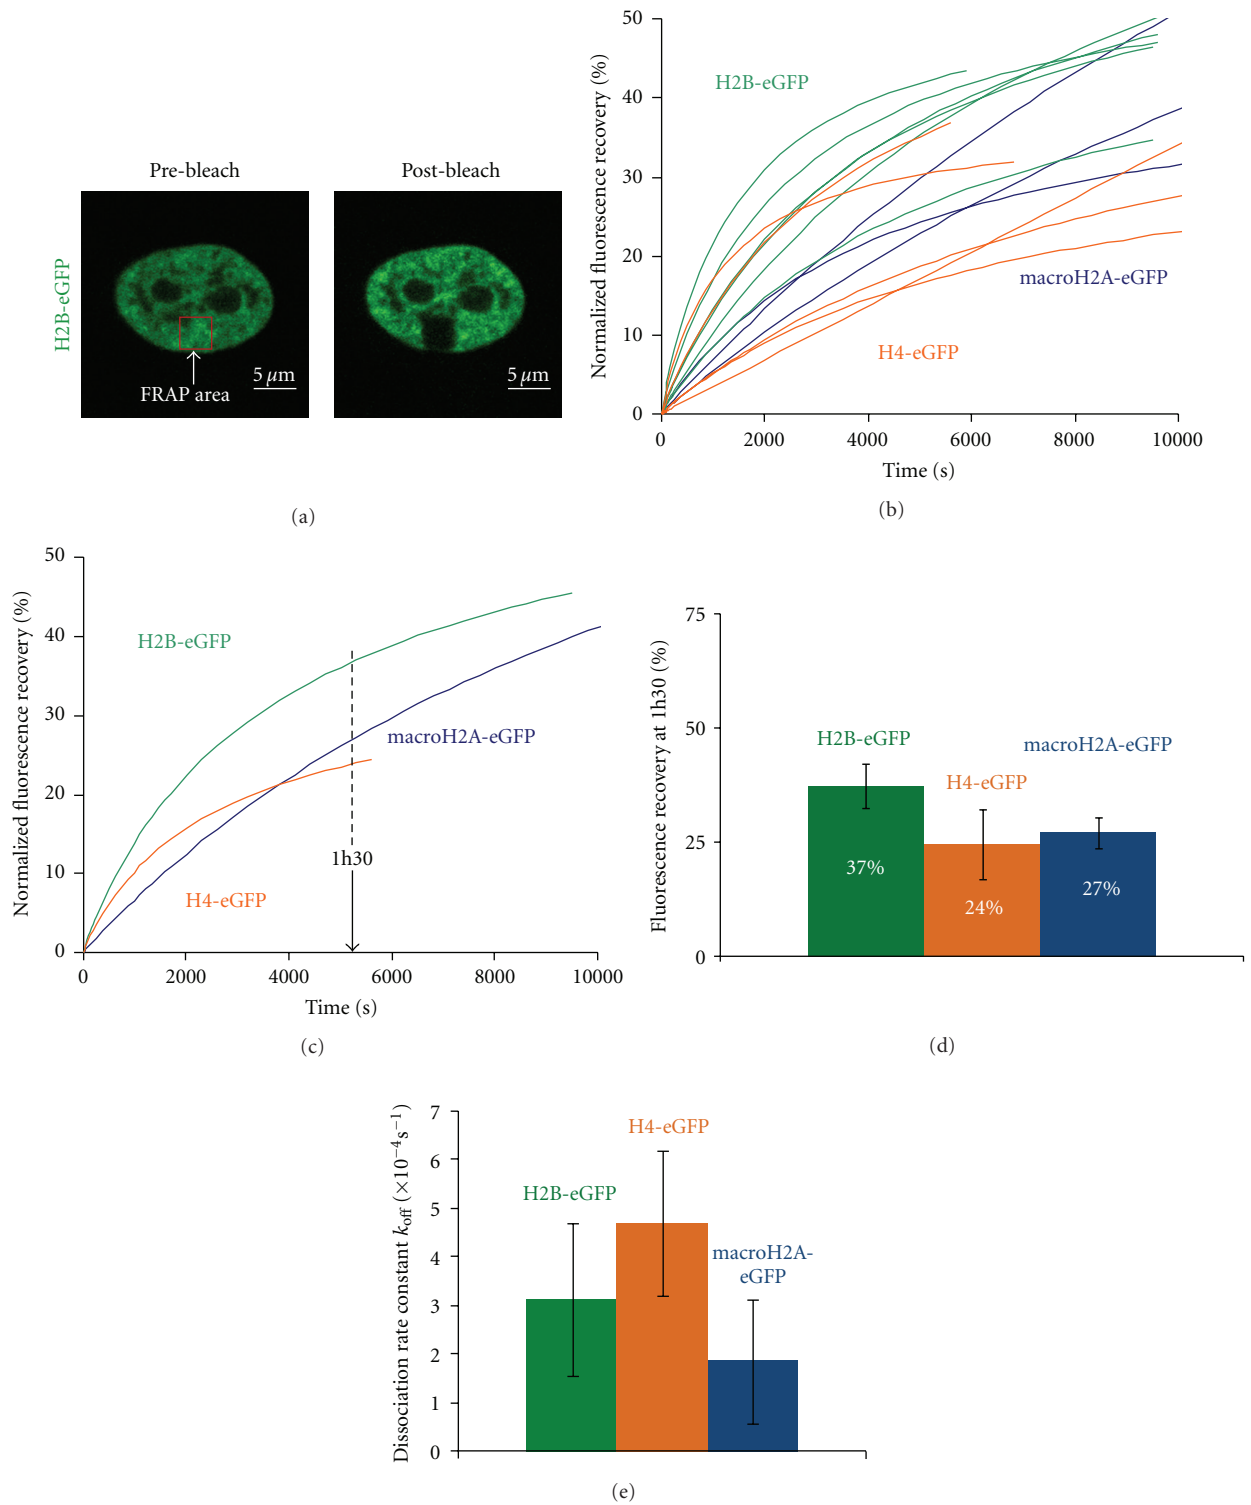 Pre-bleach
Post-bleach
H2B-eGFP
FRAP area
5 µm
5 µm
(a)
Normalized fluorescence recovery (%)
50
40
30
20
10
0
H2B-eGFP
macroH2A-eGFP
H4-eGFP
0 2000 4000 6000 8000 10000
Time (s)
(b)
Normalized fluorescence recovery (%)
50
40
30
20
10
0
H2B-eGFP
macroH2A-eGFP
1h30
H4-eGFP
0 2000 4000 6000 8000 10000
Time (s)
(c)
Fluorescence recovery at 1h30 (%)
75
50
25
0
H2B-eGFP
H4-eGFP
macroH2A-eGFP
37%
24%
27%
(d)
Dissociation rate constant k_off (×10⁻⁴s⁻¹)
7
6
5
4
3
2
1
0
H2B-eGFP
H4-eGFP
macroH2A-
eGFP
(e)